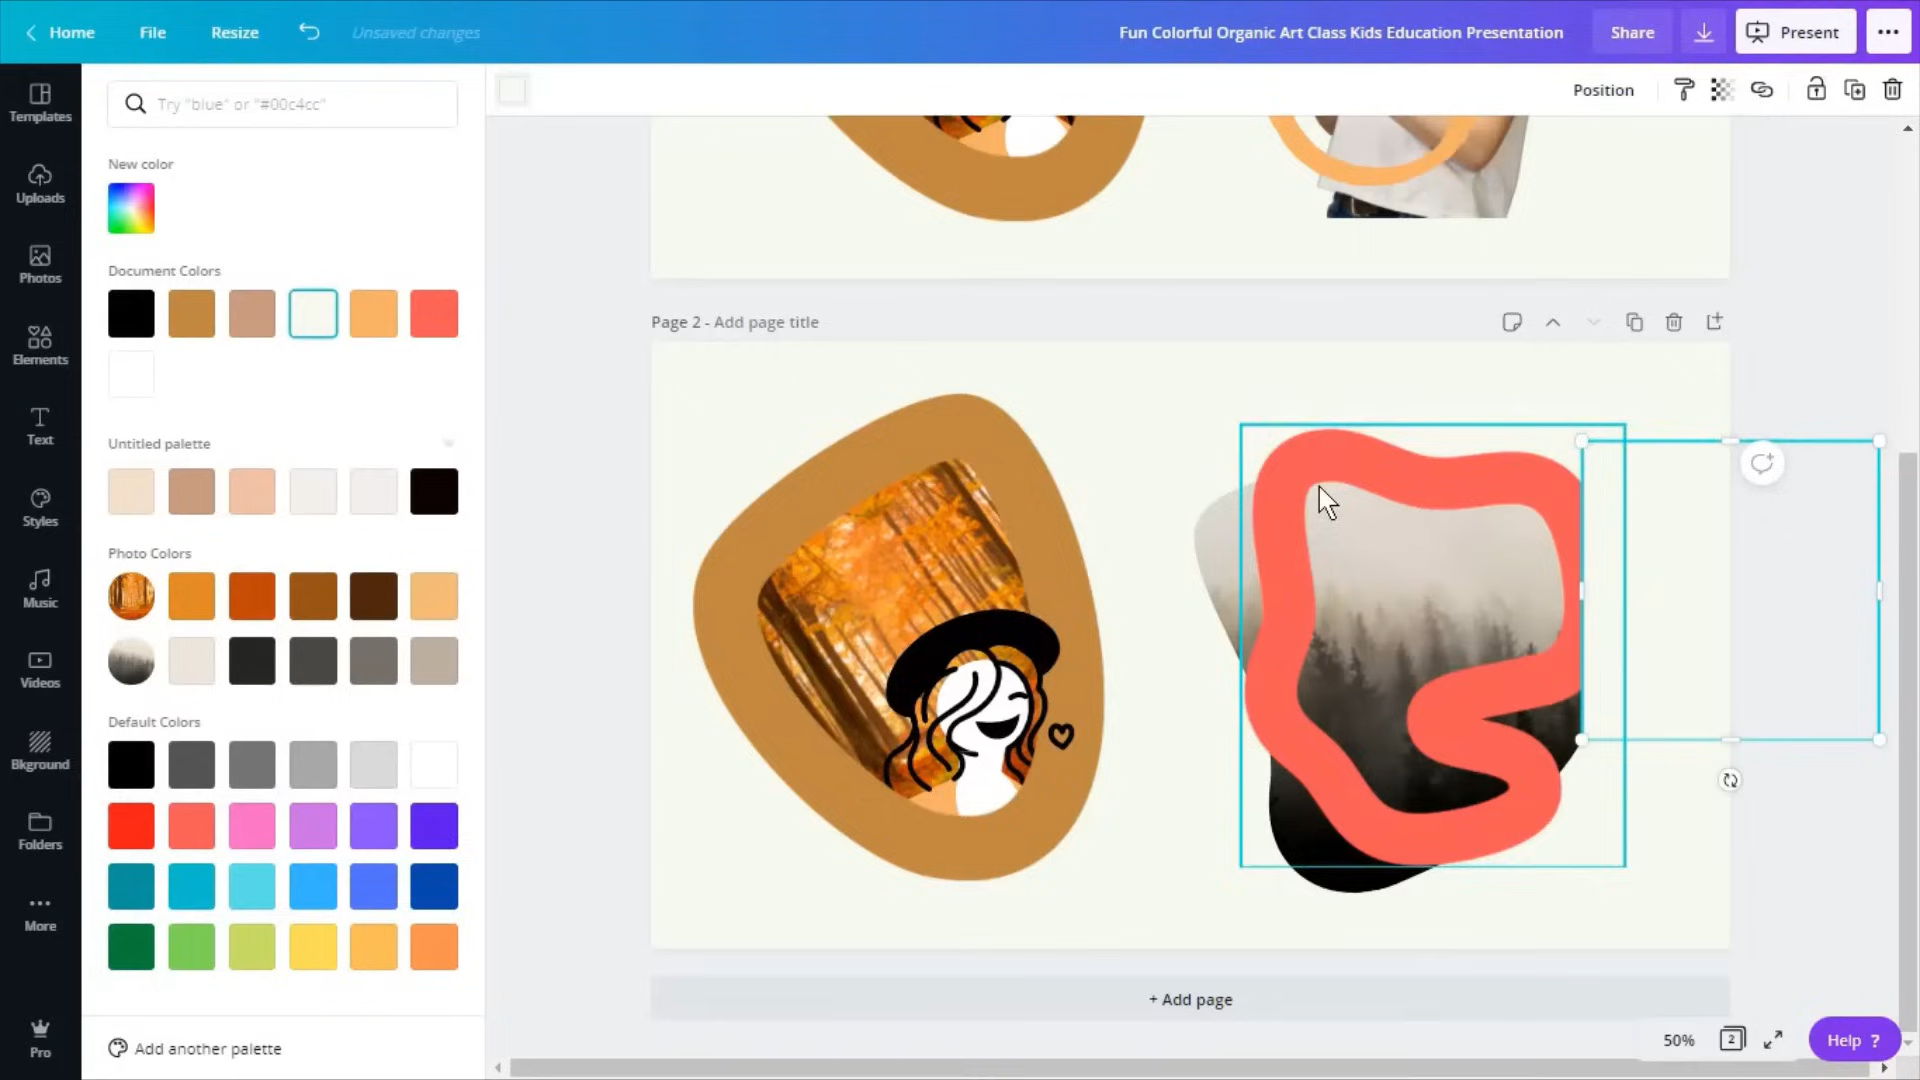 Home
File
Resize
Unsaved changes
Fun Colorful Organic Art Class Kids Education Presentation
Share
Present
Templates
Uploads
Photos
Elements
Text
Styles
Music
Videos
Bkground
Folders
More
Pro
Try "blue" or "#00c4cc"
New color
Document Colors
Untitled palette
Photo Colors
Default Colors
Add another palette
Position
Page 2 - Add page title
+ Add page
50%
2
Help ?